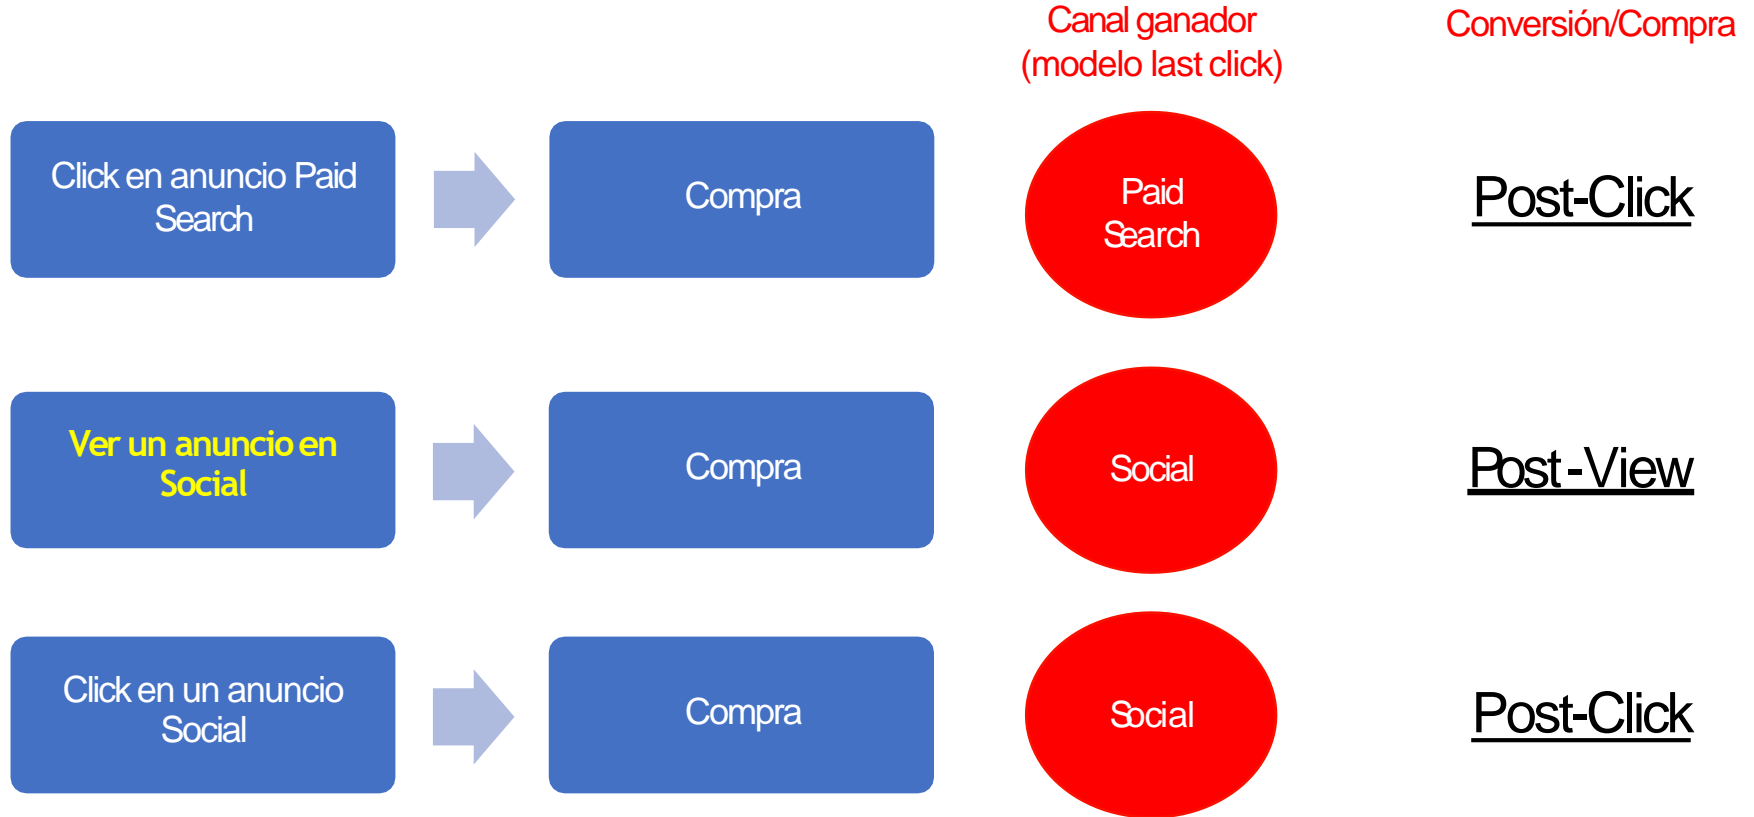 Canal ganador
(modelo last click)
Conversión/Compra
Click en anuncio Paid
Search
Compra
Paid
Search
Post-Click
Ver un anuncio en
Social
Compra
Social
Post-View
Click en un anuncio
Social
Compra
Social
Post-Click